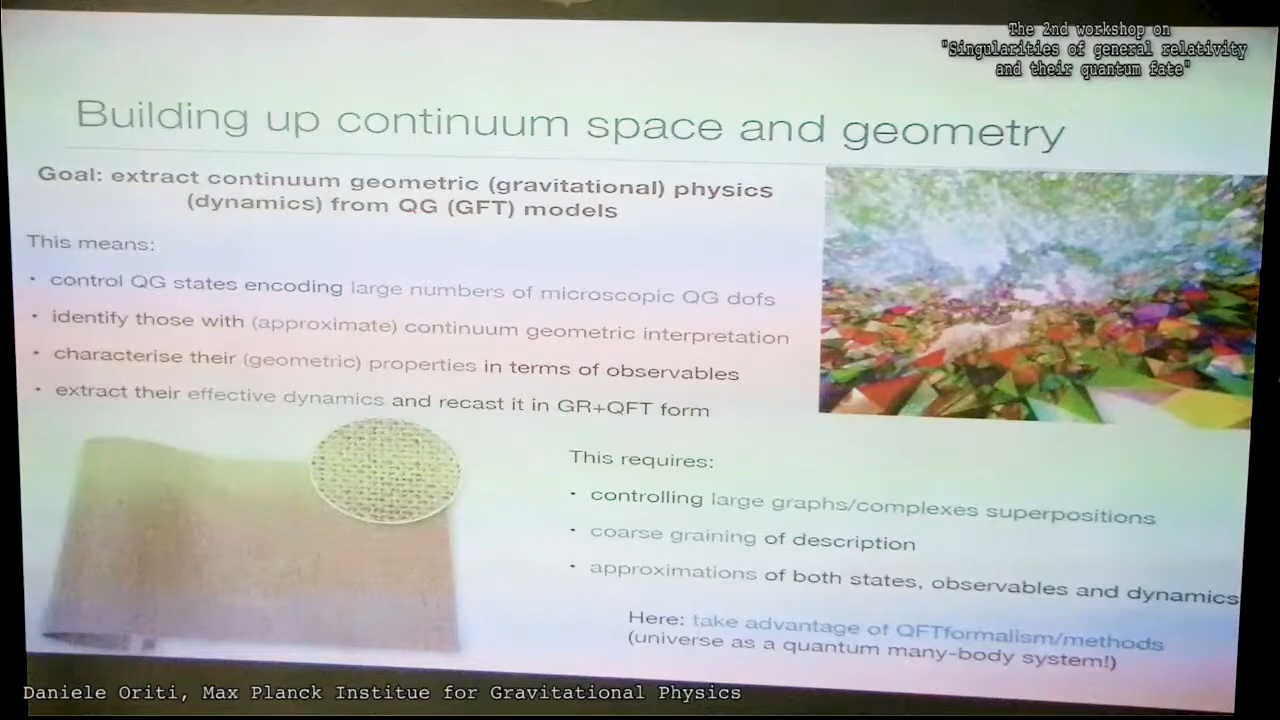 The 2nd workshop on
"Singularities of general relativity
and their quantum fate"
Building up continuum space and geometry
Goal: extract continuum geometric (gravitational) physics
(dynamics) from QG (GFT) models
This means:
• control QG states encoding large numbers of microscopic QG dofs
• identify those with (approximate) continuum geometric interpretation
• characterise their (geometric) properties in terms of observables
• extract their effective dynamics and recast it in GR+QFT form
This requires:
• controlling large graphs/complexes superpositions
• coarse graining of description
• approximations of both states, observables and dynamics
Here: take advantage of QFTformalism/methods
(universe as a quantum many-body system!)
Daniele Oriti, Max Planck Institue for Gravitational Physics